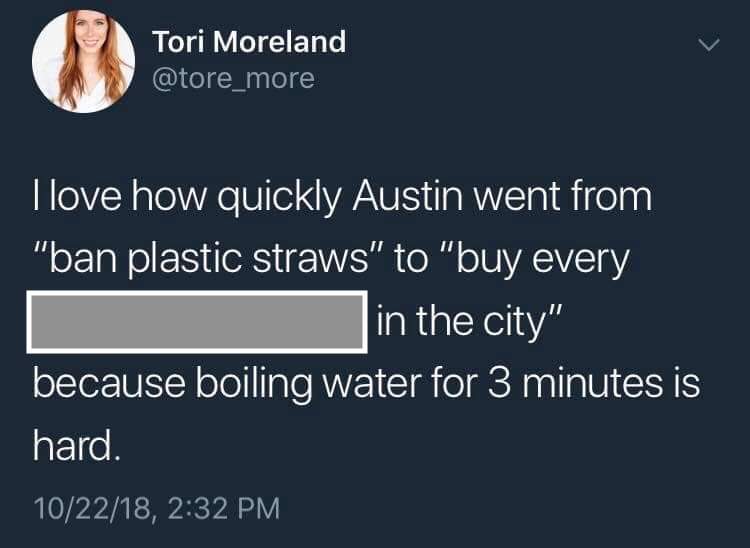 Tori Moreland
@tore_more
I love how quickly Austin went from
"ban plastic straws" to "buy every
in the city"
because boiling water for 3 minutes is
hard.
10/22/18, 2:32 PM